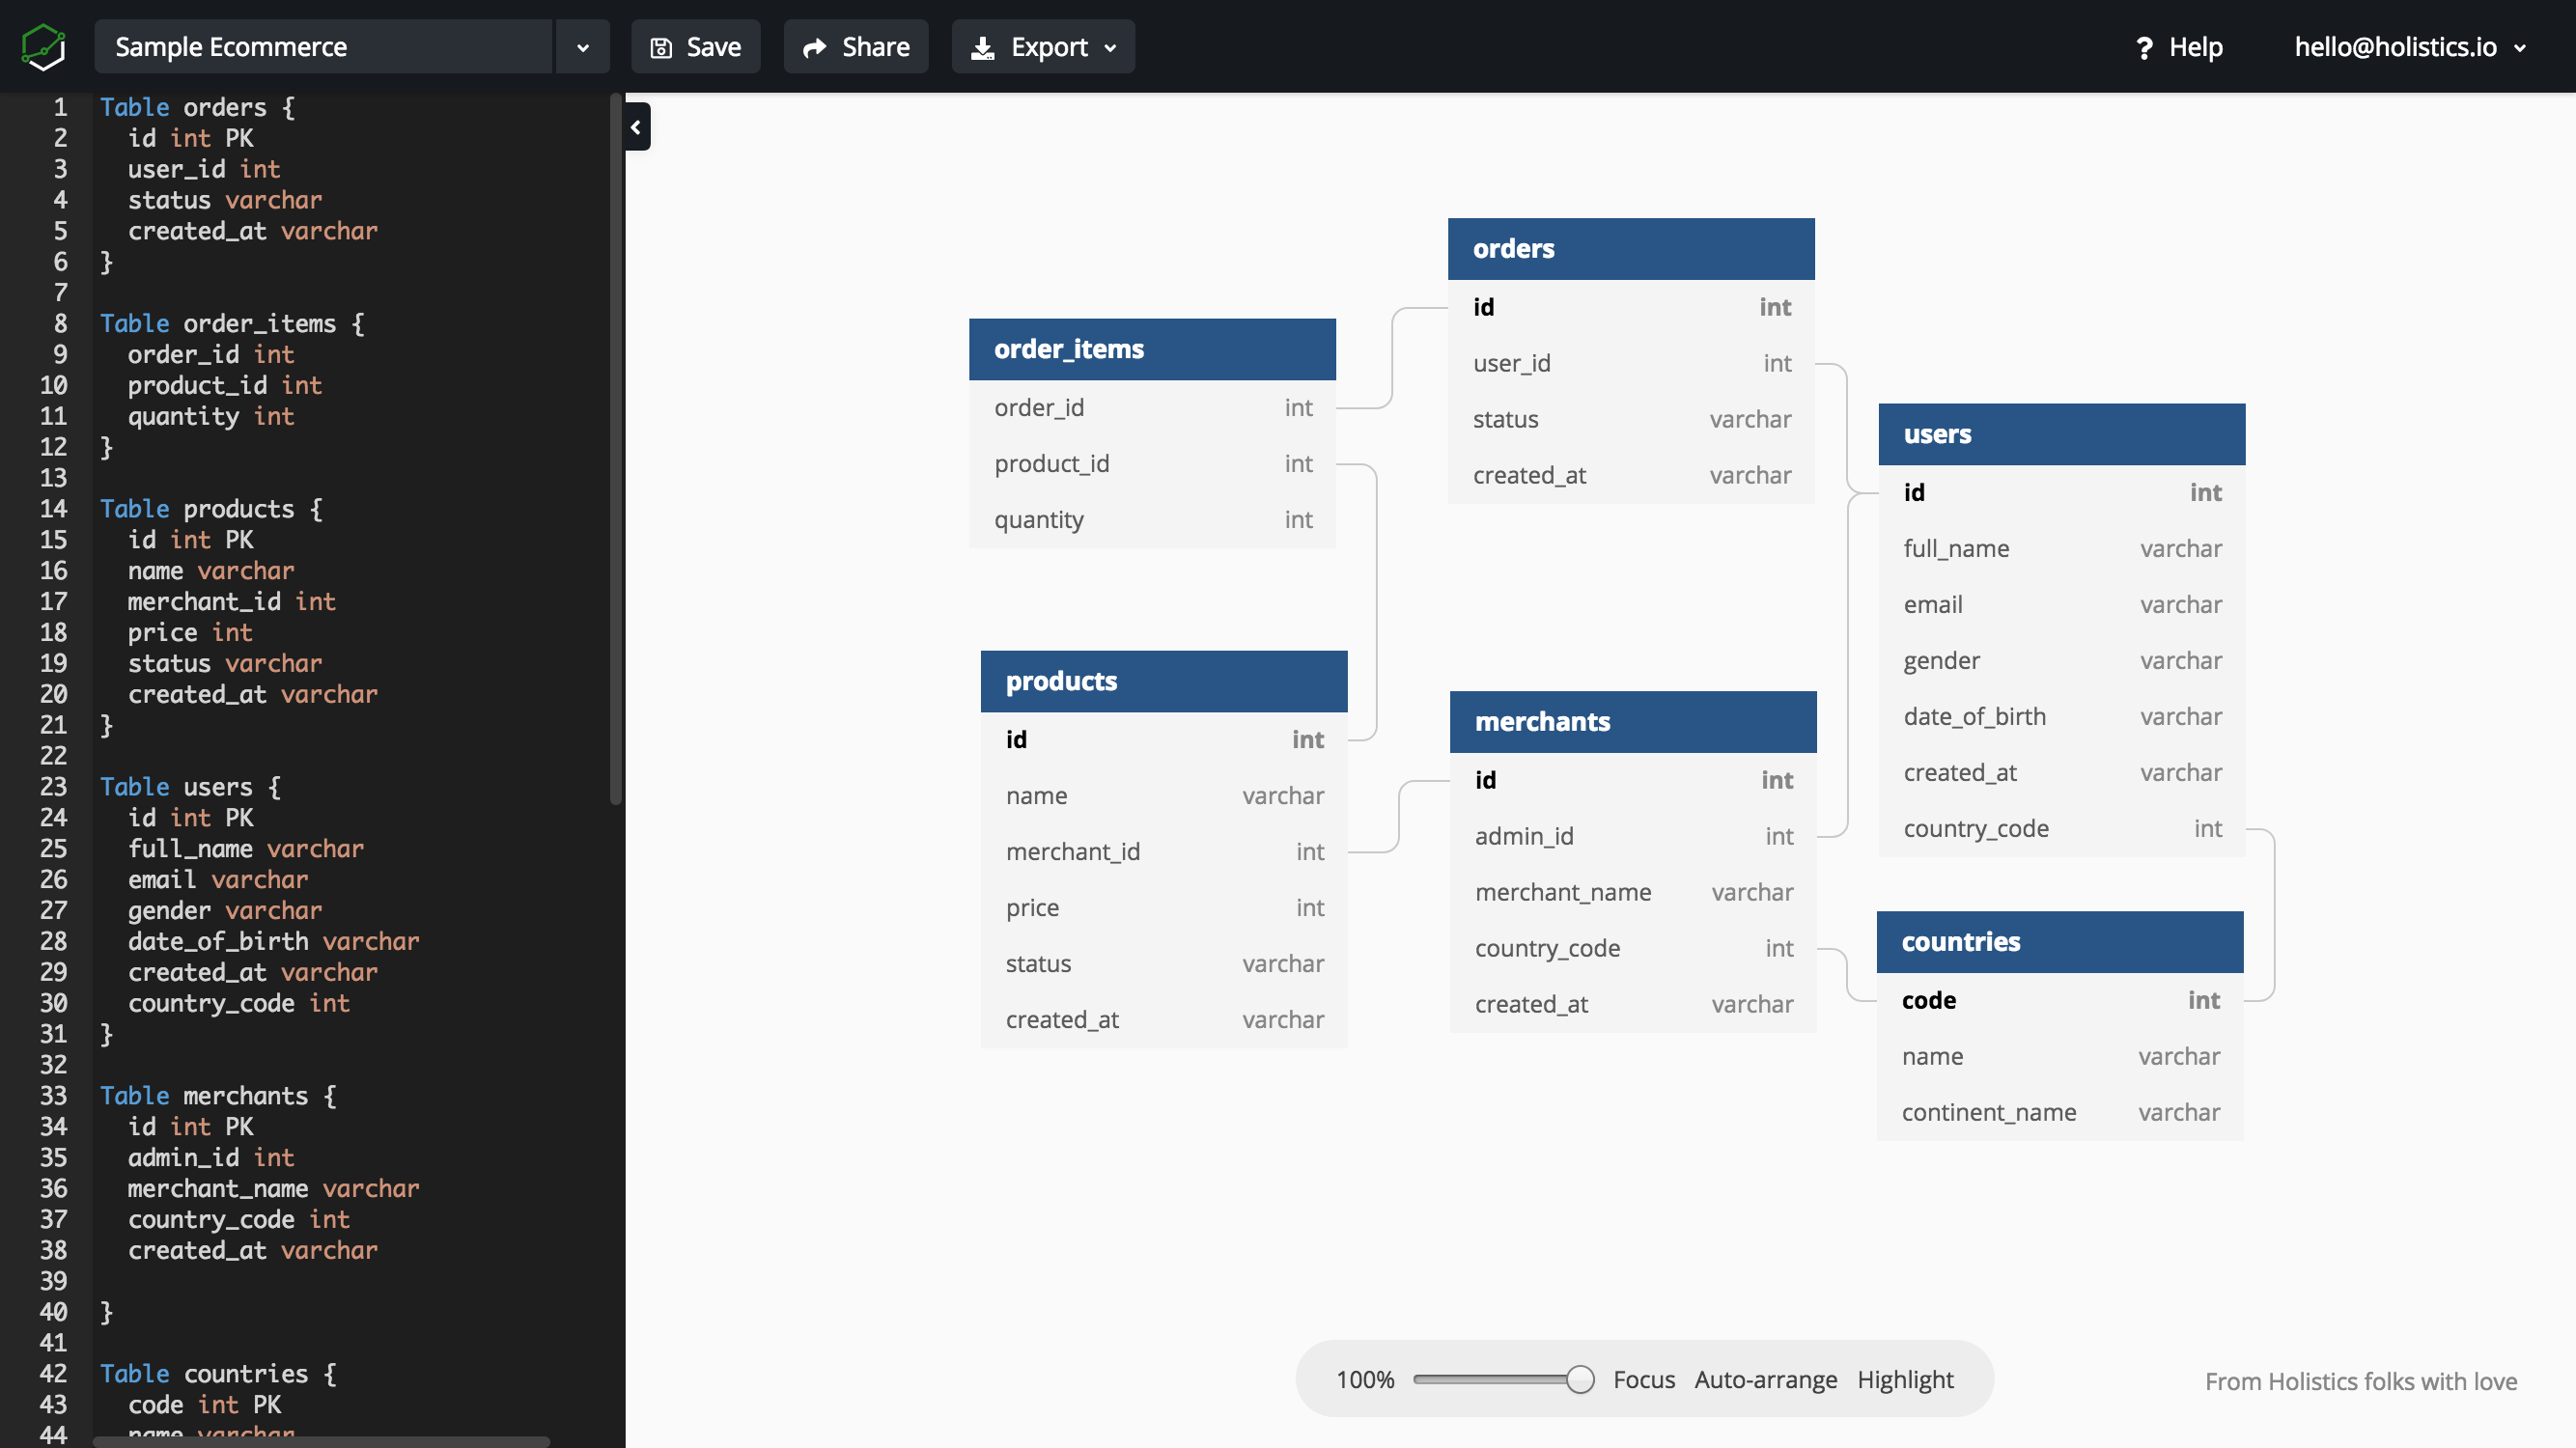 Sample Ecommerce
Save
Share
Export
? Help
hello@holistics.io
1 Table orders {
2 id int PK
3 user_id int
4 status varchar
5 created_at varchar
6 }
7
8 Table order_items {
9 order_id int
10 product_id int
11 quantity int
12 }
13
14 Table products {
15 id int PK
16 name varchar
17 merchant_id int
18 price int
19 status varchar
20 created_at varchar
21 }
22
23 Table users {
24 id int PK
25 full_name varchar
26 email varchar
27 gender varchar
28 date_of_birth varchar
29 created_at varchar
30 country_code int
31 }
32
33 Table merchants {
34 id int PK
35 admin_id int
36 merchant_name varchar
37 country_code int
38 created_at varchar
39
40 }
41
42 Table countries {
43 code int PK
44 name varchar
order_items
order_id int
product_id int
quantity int
orders
id int
user_id int
status varchar
created_at varchar
users
id int
full_name varchar
email varchar
gender varchar
date_of_birth varchar
created_at varchar
country_code int
products
id int
name varchar
merchant_id int
price int
status varchar
created_at varchar
merchants
id int
admin_id int
merchant_name varchar
country_code int
created_at varchar
countries
code int
name varchar
continent_name varchar
100% Focus Auto-arrange Highlight
From Holistics folks with love